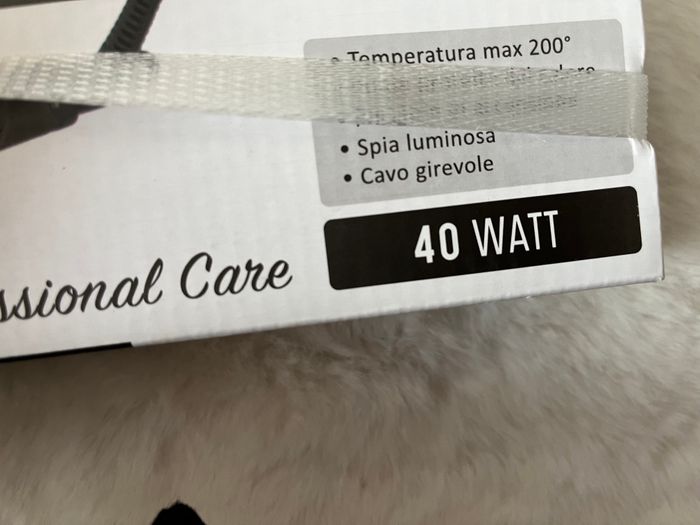 • Temperatura max 200°
• Spia luminosa
• Cavo girevole
40 WATT
ssional Care